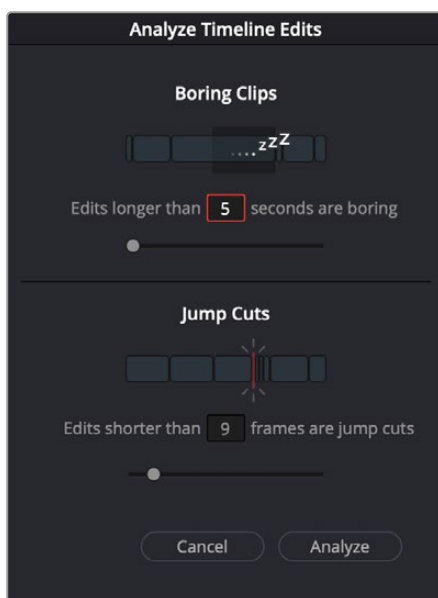 Analyze Timeline Edits
Boring Clips
zzZ
Edits longer than 5 seconds are boring
Jump Cuts
Edits shorter than 9 frames are jump cuts
Cancel Analyze